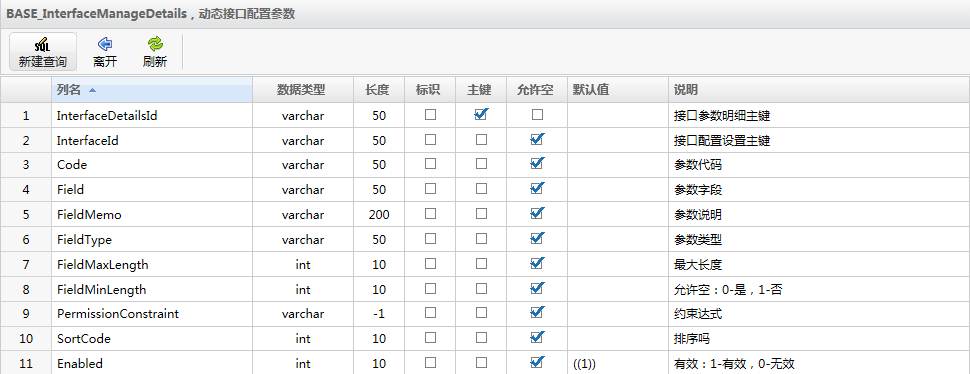 BASE_InterfaceManageDetails，动态接口配置参数
SQL
新建查询 离开 刷新
列名 数据类型 长度 标识 主键 允许空 默认值 说明
1 InterfaceDetailsId varchar 50 接口参数明细主键
2 InterfaceId varchar 50 接口配置设置主键
3 Code varchar 50 参数代码
4 Field varchar 50 参数字段
5 FieldMemo varchar 200 参数说明
6 FieldType varchar 50 参数类型
7 FieldMaxLength int 10 最大长度
8 FieldMinLength int 10 允许空：0-是，1-否
9 PermissionConstraint varchar -1 约束达式
10 SortCode int 10 排序吗
11 Enabled int 10 ((1)) 有效：1-有效，0-无效